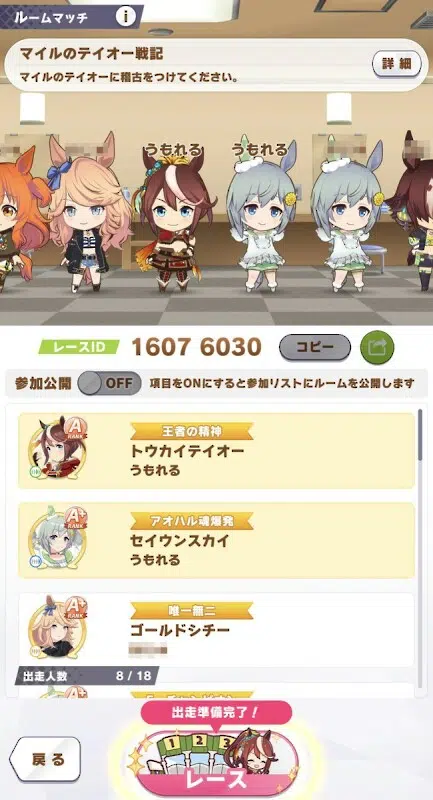 ルームマッチ
i
マイルのテイオー戦記
マイルのテイオーに稽古をつけてください。
詳細
うもれる
うもれる
レースID
1607 6030
コピー
参加公開
OFF
項目をONにすると参加リストにルームを公開します
A
RANK
王者の精神
トウカイテイオー
うもれる
A+
RANK
アオハル魂爆発
セイウンスカイ
うもれる
A+
RANK
唯一無二
ゴールドシチー
出走人数
8 / 18
出走準備完了！
戻る
1 2 3
レース